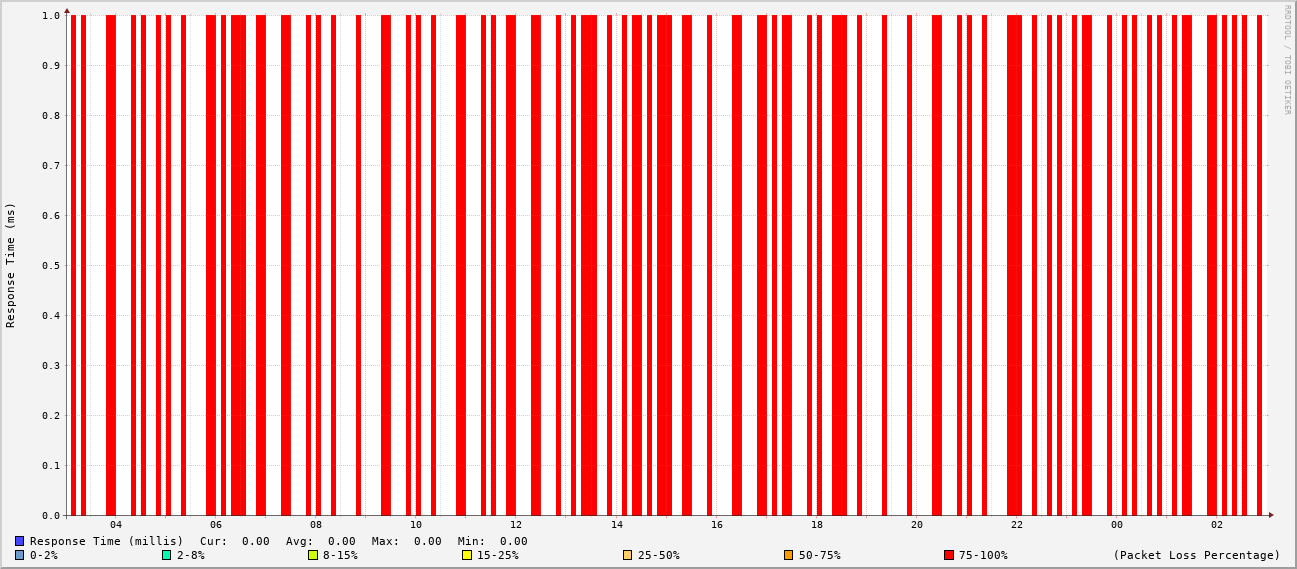 1.0
0.9
0.8
0.7
0.6
0.5
0.4
0.3
0.2
0.1
0.0
Response Time (ms)
04 06 08 10 12 14 16 18 20 22 00 02
RRDTOOL / TOBI OETIKER
Response Time (millis) Cur: 0.00 Avg: 0.00 Max: 0.00 Min: 0.00
0-2% 2-8% 8-15% 15-25% 25-50% 50-75% 75-100% (Packet Loss Percentage)